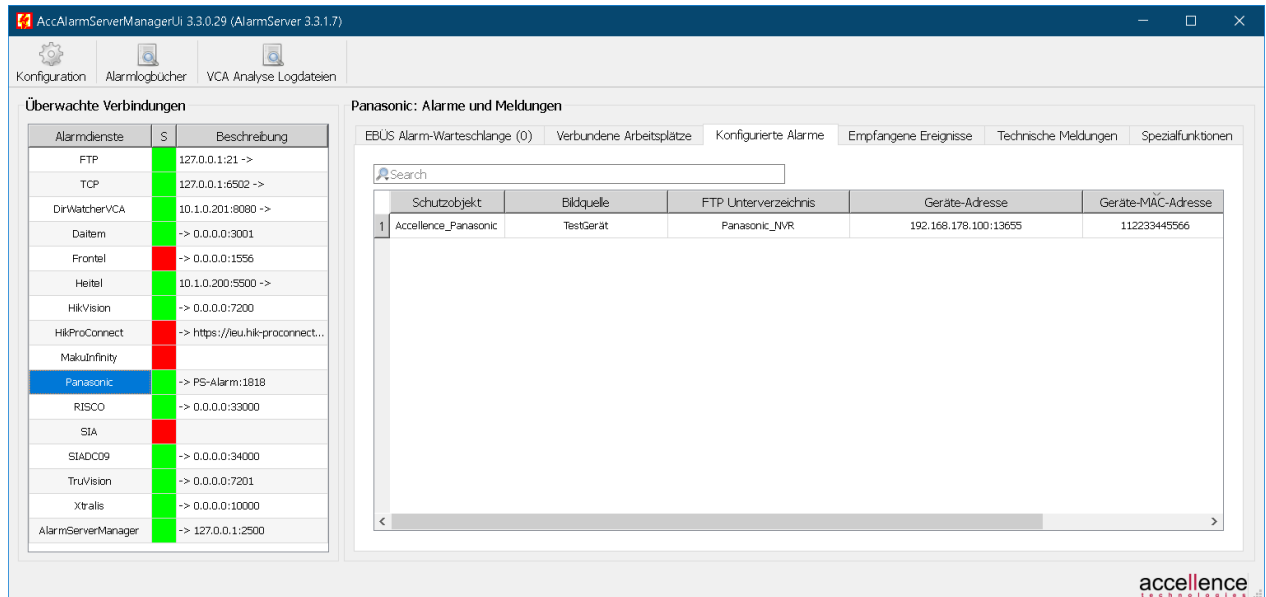 AccAlarmServerManagerUi 3.3.0.29 (AlarmServer 3.3.1.7)
Konfiguration Alarmlogbücher VCA Analyse Logdateien
Überwachte Verbindungen
Alarmdienste S Beschreibung
FTP 127.0.0.1:21 ->
TCP 127.0.0.1:6502 ->
DirWatcherVCA 10.1.0.201:8080 ->
Daitem -> 0.0.0.0:3001
Frontel -> 0.0.0.0:1556
Heitel 10.1.0.200:5500 ->
HikVision -> 0.0.0.0:7200
HikProConnect -> https://ieu.hik-proconnect...
MakuInfinity
Panasonic -> PS-Alarm:1818
RISCO -> 0.0.0.0:33000
SIA
SIADC09 -> 0.0.0.0:34000
TruVision -> 0.0.0.0:7201
Xtralis -> 0.0.0.0:10000
AlarmServerManager -> 127.0.0.1:2500
Panasonic: Alarme und Meldungen
EBÜS Alarm-Warteschlange (0) Verbundene Arbeitsplätze Konfigurierte Alarme Empfangene Ereignisse Technische Meldungen Spezialfunktionen
Search
Schutzobjekt Bildquelle FTP Unterverzeichnis Geräte-Adresse Geräte-MAC-Adresse
1 Accellence_Panasonic TestGerät Panasonic_NVR 192.168.178.100:13655 112233445566
accellence
technologies